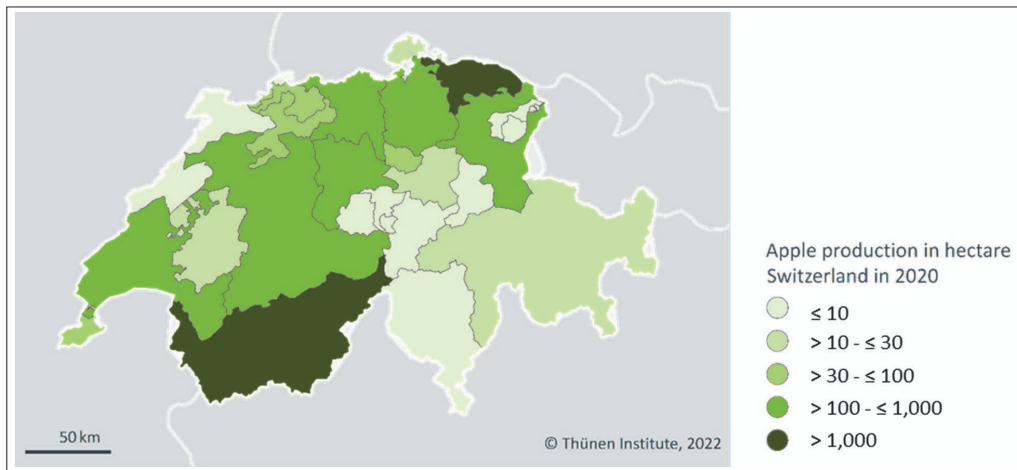 Apple production in hectare
Switzerland in 2020
≤ 10
> 10 - ≤ 30
> 30 - ≤ 100
> 100 - ≤ 1,000
> 1,000
50 km
© Thünen Institute, 2022